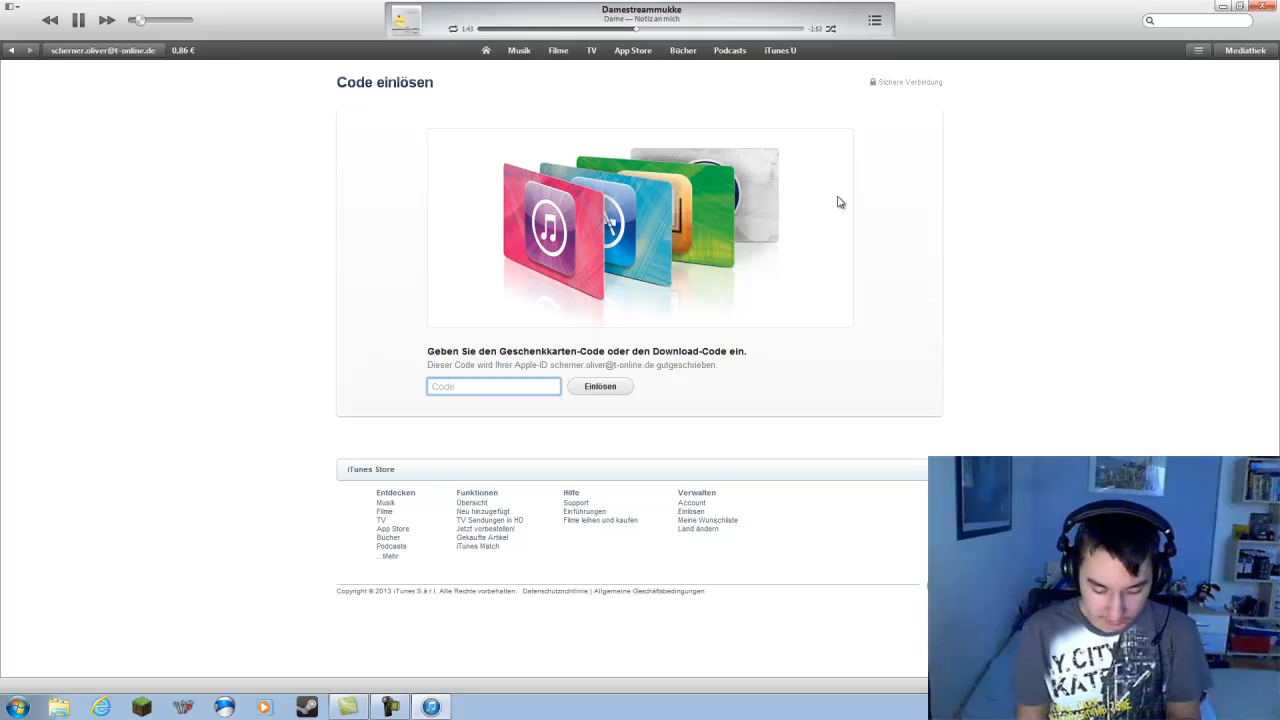 Damestreammukke
Dame — Notiz an mich
1:43
-1:53
scherner.oliver@t-online.de 0,86 €
Musik Filme TV App Store Bücher Podcasts iTunes U
Mediathek
Code einlösen
Sichere Verbindung
Geben Sie den Geschenkkarten-Code oder den Download-Code ein.
Dieser Code wird Ihrer Apple-ID scherner.oliver@t-online.de gutgeschrieben.
Code
Einlösen
iTunes Store
Entdecken
Musik
Filme
TV
App Store
Bücher
Podcasts
...Mehr
Funktionen
Übersicht
Neu hinzugefügt
TV Sendungen in HD
Jetzt vorbestellen!
Gekaufte Artikel
iTunes Match
Hilfe
Support
Einführungen
Filme leihen und kaufen
Verwalten
Account
Einlösen
Meine Wunschliste
Land ändern
Copyright © 2013 iTunes S.à r.l. Alle Rechte vorbehalten. Datenschutzrichtlinie | Allgemeine Geschäftsbedingungen